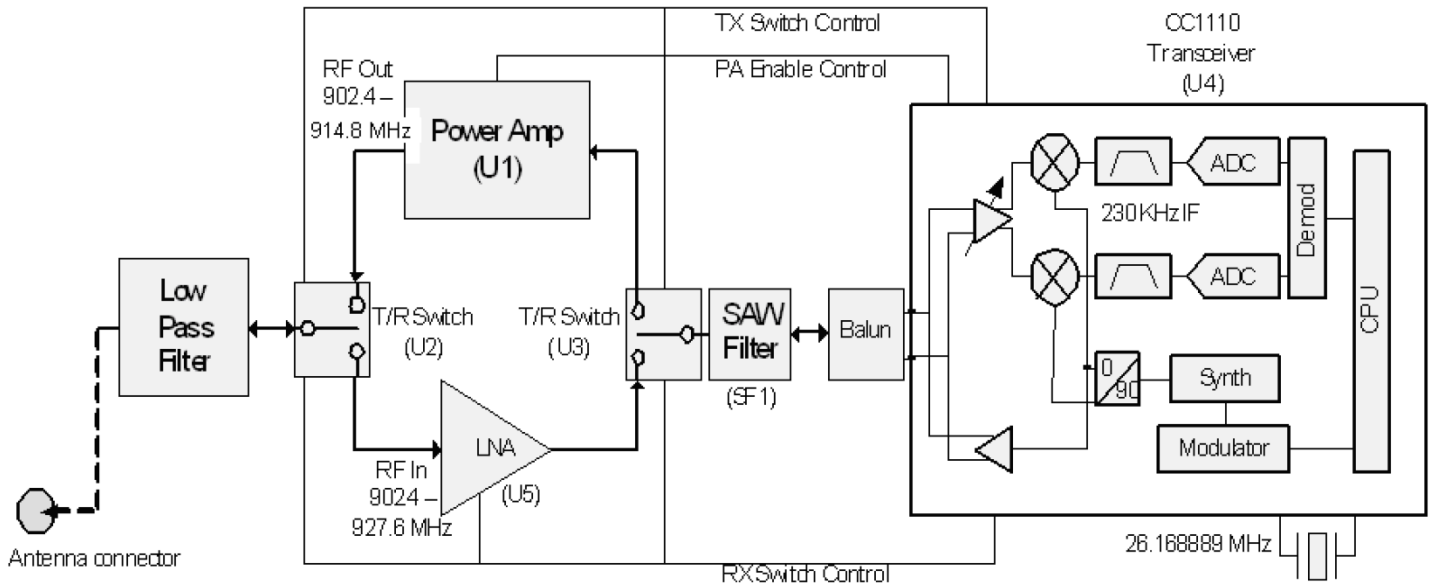 TX Switch Control
CC1110
Transceiver
(U4)
PA Enable Control
RF Out
902.4 –
914.8 MHz
Power Amp
(U1)
ADC
230 KHz IF
Demod
CPU
ADC
Low
Pass
Filter
T/R Switch
(U2)
T/R Switch
(U3)
SAW
Filter
(SF1)
Balun
0
90
Synth
Modulator
LNA
(U5)
RF In
9024 –
927.6 MHz
Antenna connector
26.168889 MHz
RX Switch Control